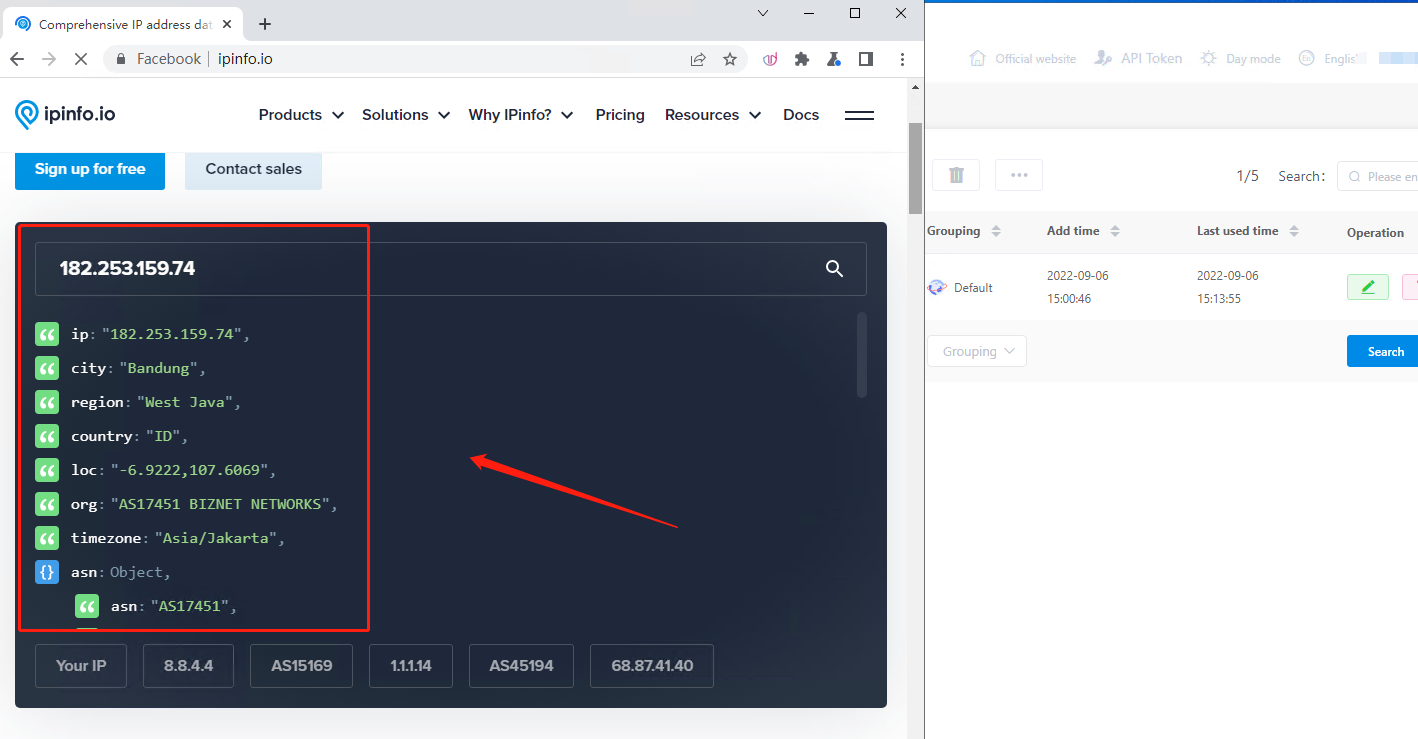 Comprehensive IP address dat
Facebook
ipinfo.io
ipinfo.io
Products
Solutions
Why IPinfo?
Pricing
Resources
Docs
Sign up for free
Contact sales
182.253.159.74
ip: "182.253.159.74",
city: "Bandung",
region: "West Java",
country: "ID",
loc: "-6.9222,107.6069",
org: "AS17451 BIZNET NETWORKS",
timezone: "Asia/Jakarta",
{} asn: Object,
asn: "AS17451",
Your IP
8.8.4.4
AS15169
1.1.1.14
AS45194
68.87.41.40
Official website
API Token
Day mode
English
1/5
Search:
Please en
Grouping
Add time
Last used time
Operation
Default
2022-09-06
15:00:46
2022-09-06
15:13:55
Grouping
Search